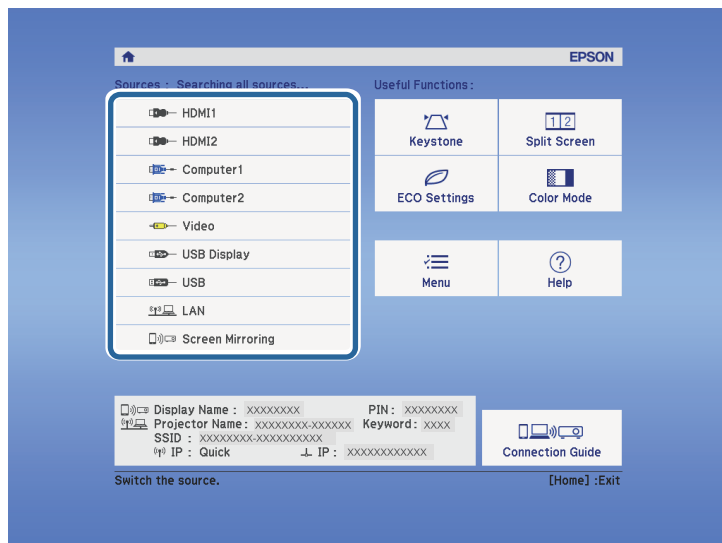 EPSON
Sources : Searching all sources...
Useful Functions :
HDMI1
HDMI2
Computer1
Computer2
Video
USB Display
USB
LAN
Screen Mirroring
Keystone
1 2
Split Screen
ECO Settings
Color Mode
Menu
?
Help
Display Name : XXXXXXXX PIN : XXXXXXXX
Projector Name : XXXXXXXX-XXXXXX Keyword : XXXX
SSID : XXXXXXXX-XXXXXXXXXX
IP : Quick IP : XXXXXXXXXXXX
Connection Guide
Switch the source. [Home] :Exit